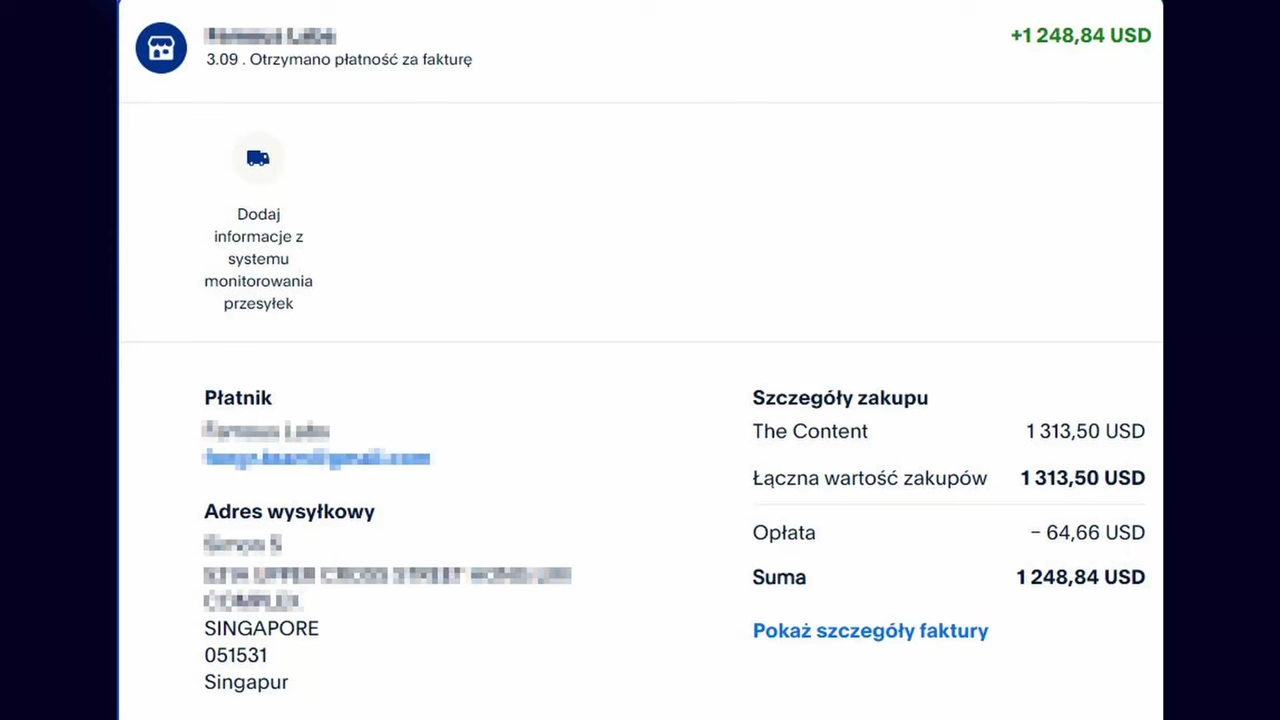 +1 248,84 USD
3.09 . Otrzymano płatność za fakturę
Dodaj
informacje z
systemu
monitorowania
przesyłek
Płatnik
Adres wysyłkowy
SINGAPORE
051531
Singapur
Szczegóły zakupu
The Content 1 313,50 USD
Łączna wartość zakupów 1 313,50 USD
Opłata − 64,66 USD
Suma 1 248,84 USD
Pokaż szczegóły faktury